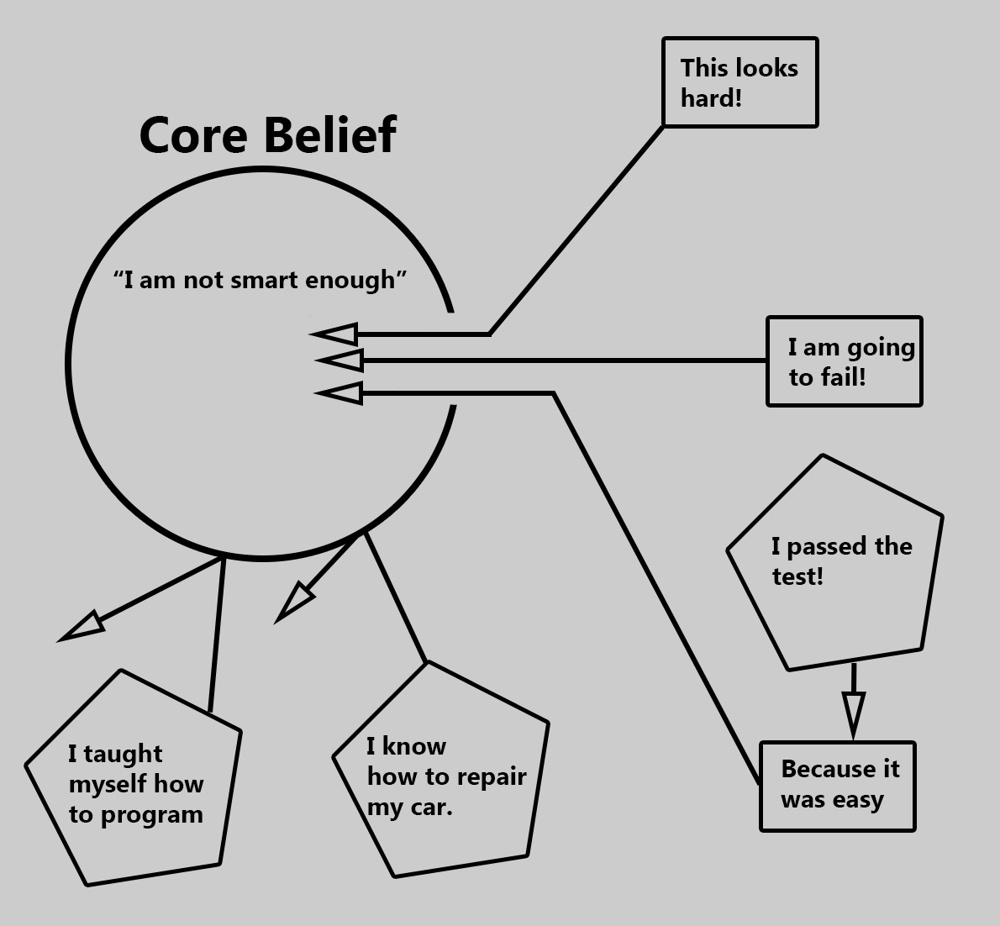 This looks
hard!
Core Belief
“I am not smart enough”
I am going
to fail!
I passed the
test!
I taught
myself how
to program
I know
how to repair
my car.
Because it
was easy